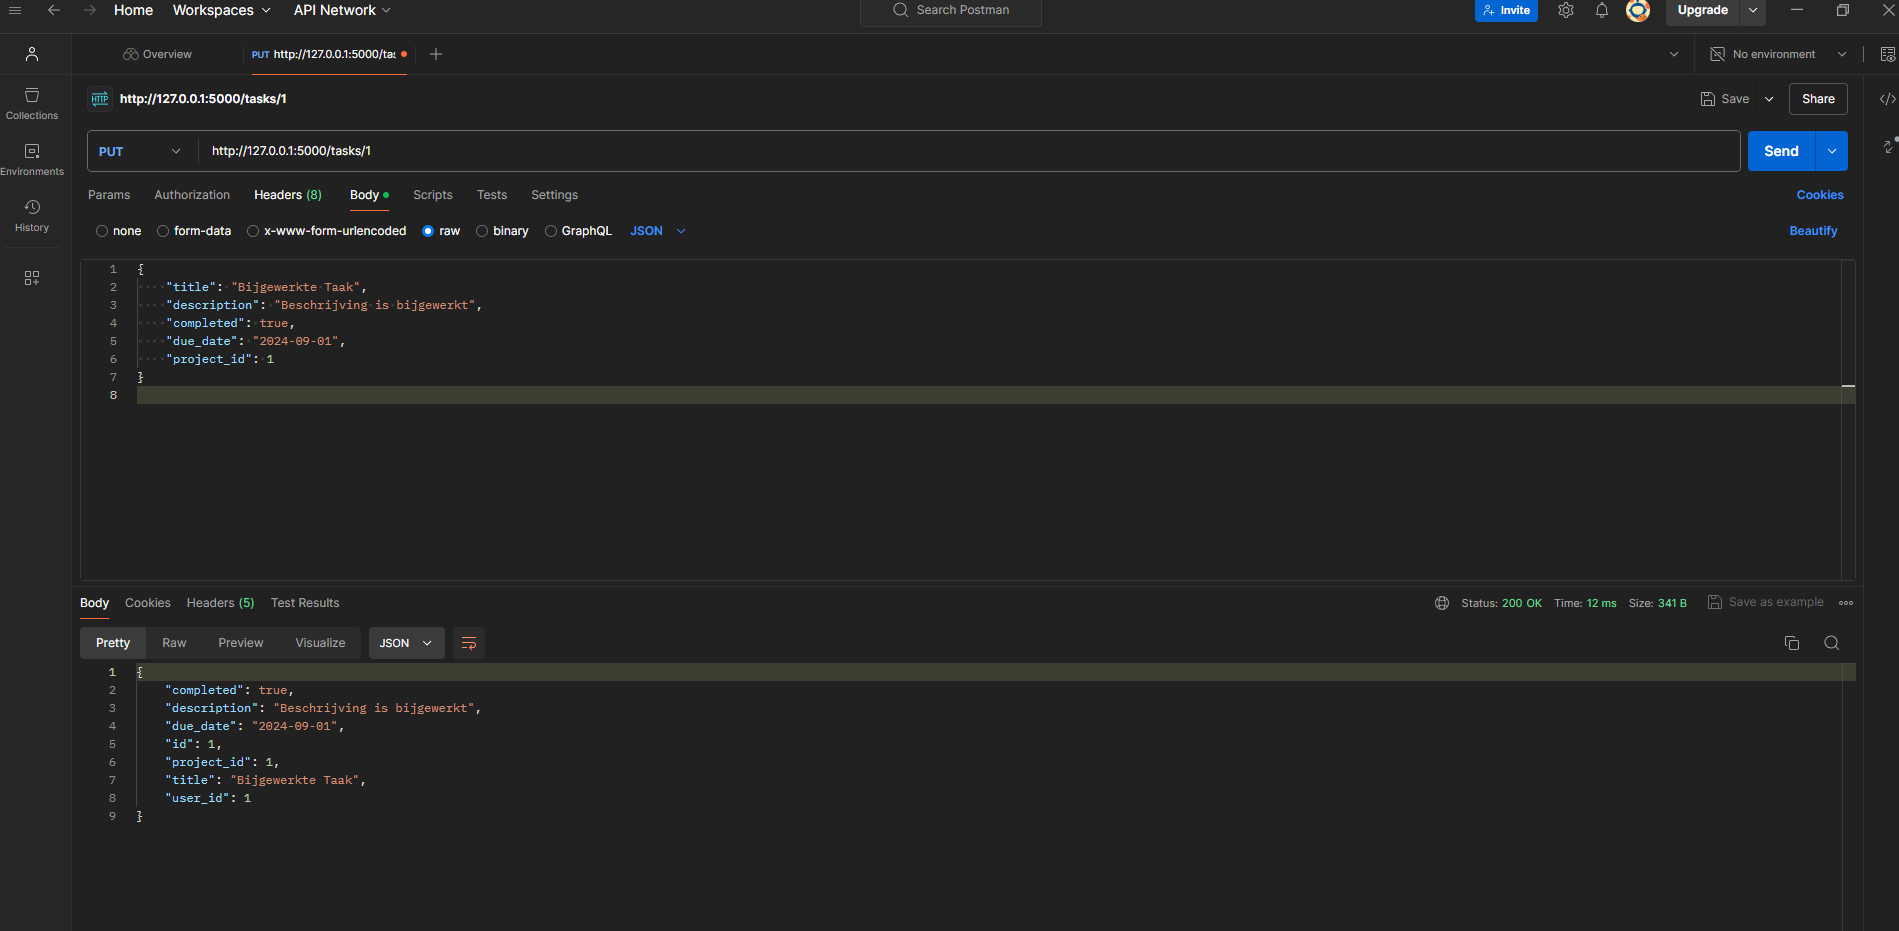 Home Workspaces API Network Search Postman Invite Upgrade
Overview PUT http://127.0.0.1:5000/tas No environment
HTTP http://127.0.0.1:5000/tasks/1 Save Share
Collections
PUT http://127.0.0.1:5000/tasks/1 Send
Environments
Params Authorization Headers (8) Body Scripts Tests Settings Cookies
History
none form-data x-www-form-urlencoded raw binary GraphQL JSON Beautify
1 {
2 "title": "Bijgewerkte Taak",
3 "description": "Beschrijving is bijgewerkt",
4 "completed": true,
5 "due_date": "2024-09-01",
6 "project_id": 1
7 }
8
Body Cookies Headers (5) Test Results Status: 200 OK Time: 12 ms Size: 341 B Save as example
Pretty Raw Preview Visualize JSON
1 {
2 "completed": true,
3 "description": "Beschrijving is bijgewerkt",
4 "due_date": "2024-09-01",
5 "id": 1,
6 "project_id": 1,
7 "title": "Bijgewerkte Taak",
8 "user_id": 1
9 }